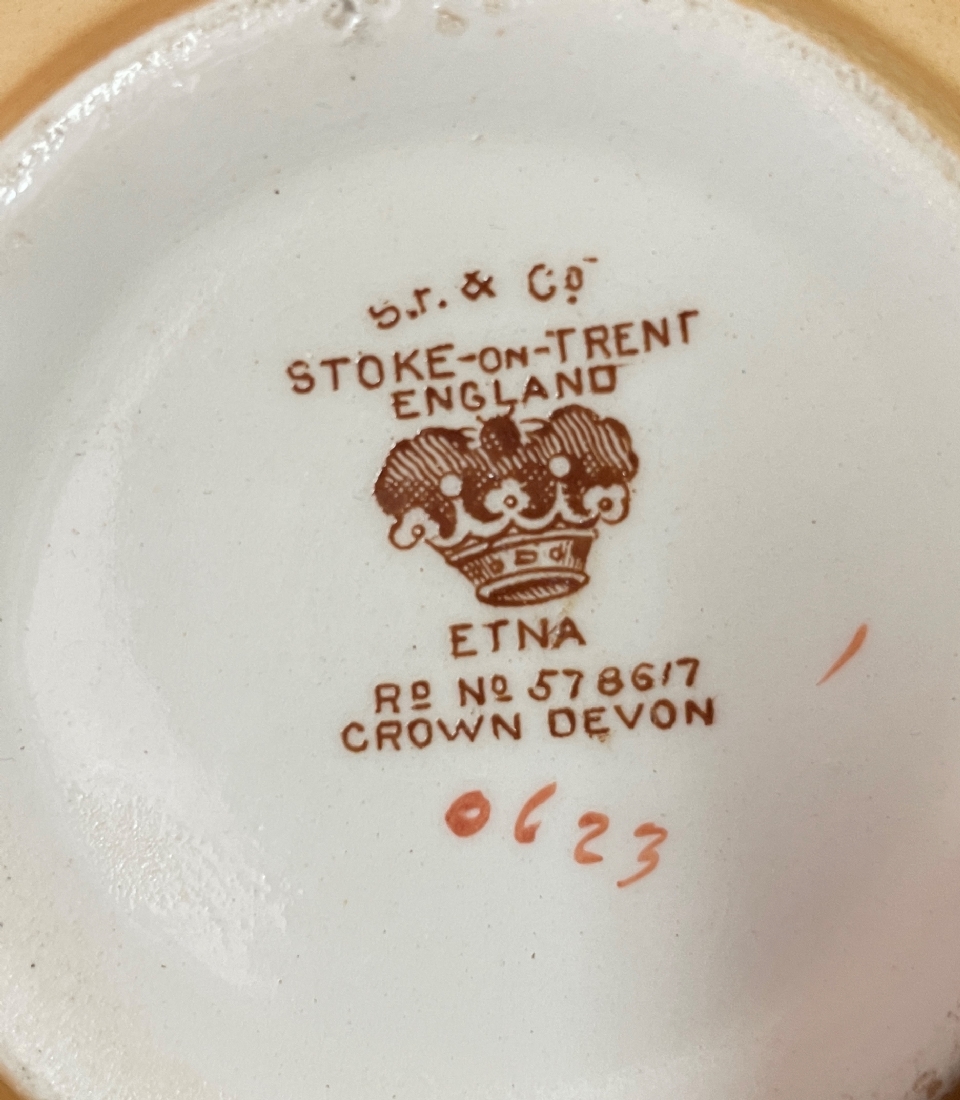 S.F. & Cº
STOKE-ON-TRENT
ENGLAND
ETNA
Rº Nº 578617
CROWN DEVON
0623